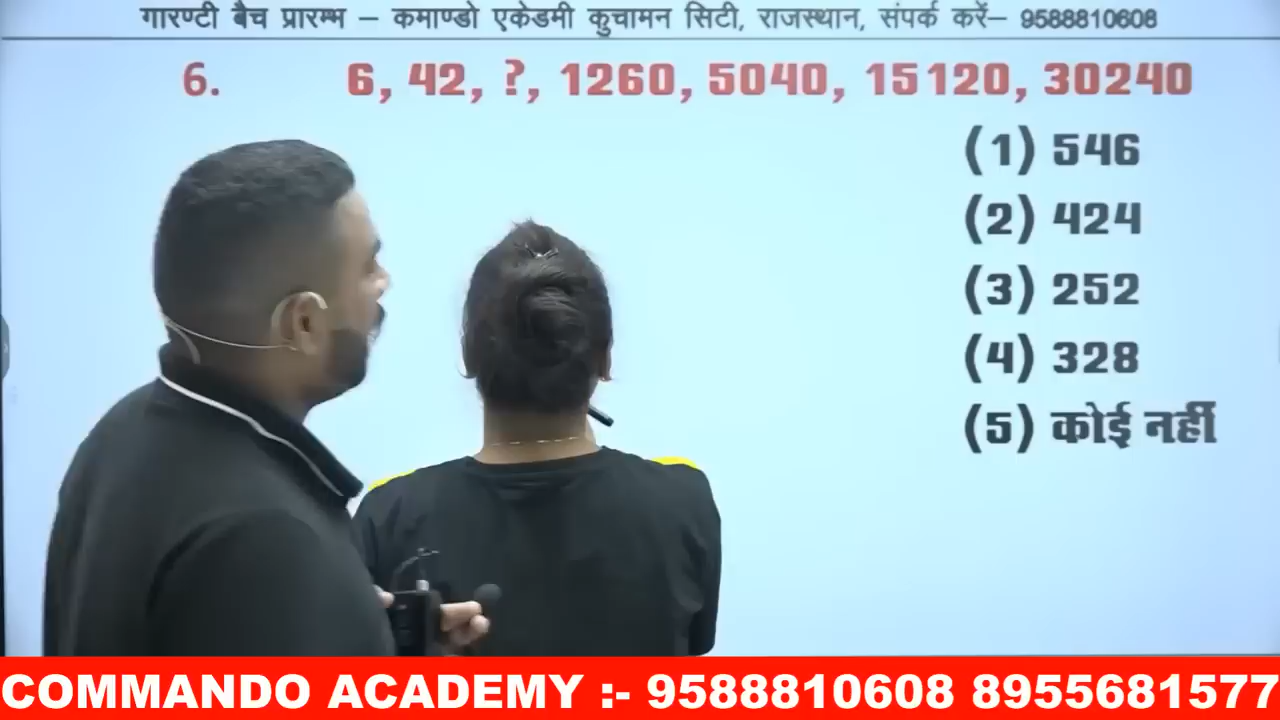 गारण्टी बैच प्रारम्भ – कमाण्डो एकेडमी कुचामन सिटी, राजस्थान, संपर्क करें– 9588810608
6. 6, 42, ?, 1260, 5040, 15120, 30240
(1) 546
(2) 424
(3) 252
(4) 328
(5) कोई नहीं
COMMANDO ACADEMY :- 9588810608 8955681577